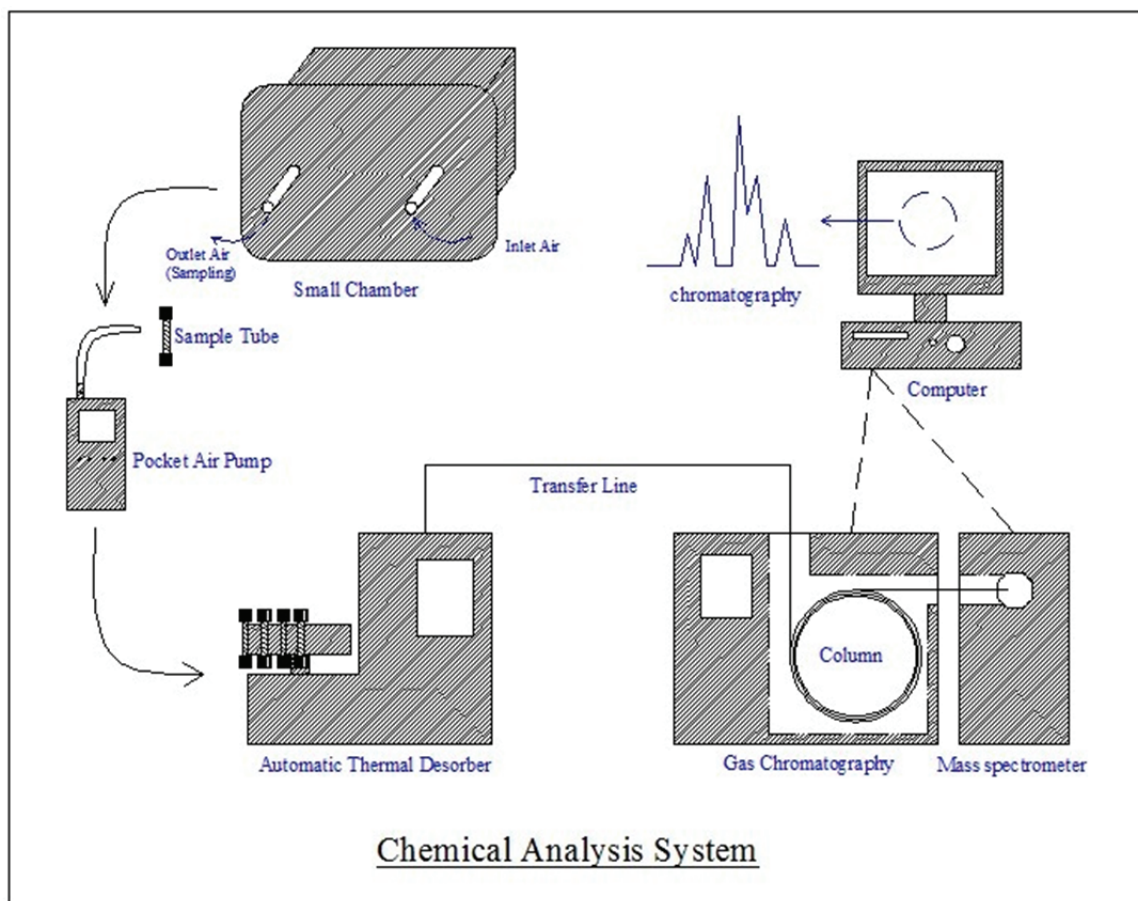 Outlet Air
(Sampling)
Inlet Air
Small Chamber
chromatography
Sample Tube
Computer
Pocket Air Pump
Transfer Line
Column
Automatic Thermal Desorber
Gas Chromatography
Mass spectrometer
Chemical Analysis System